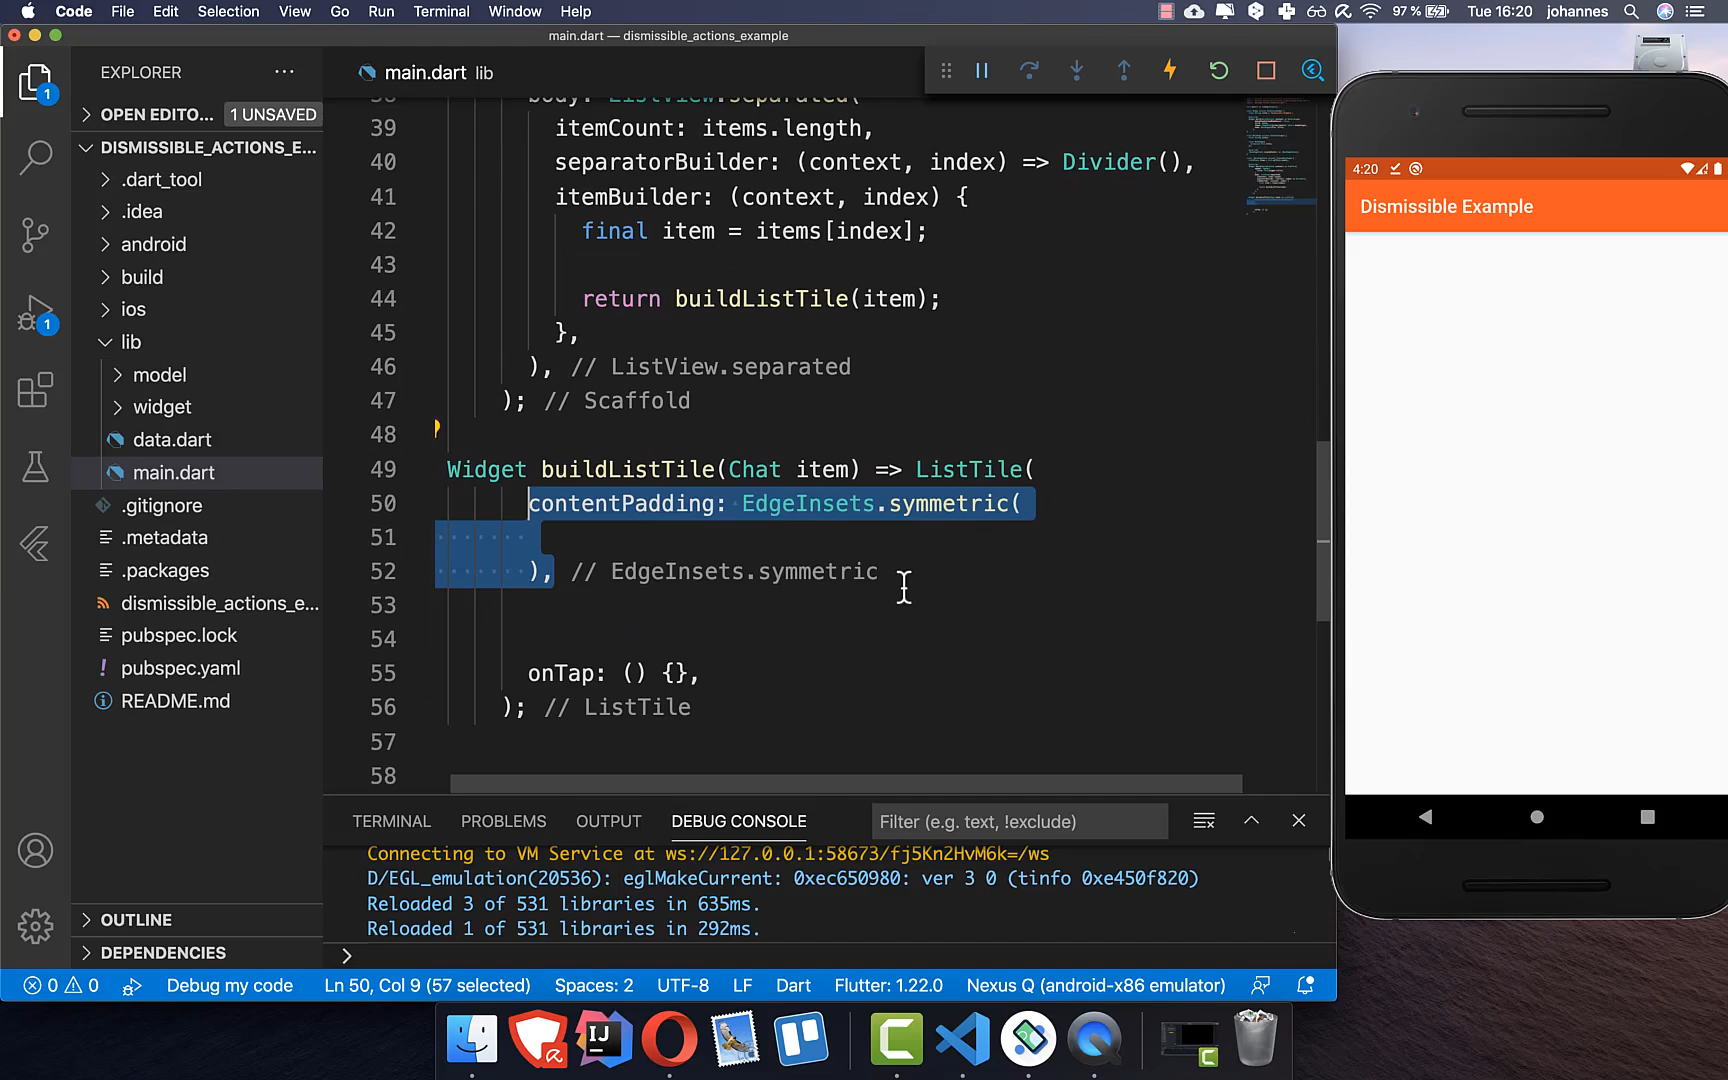 Code File Edit Selection View Go Run Terminal Window Help 97 % Tue 16:20 johannes
main.dart — dismissible_actions_example
EXPLORER
main.dart lib
OPEN EDITO... 1 UNSAVED
DISMISSIBLE_ACTIONS_E...
.dart_tool
.idea
android
build
ios
lib
model
widget
data.dart
main.dart
.gitignore
.metadata
.packages
dismissible_actions_e...
pubspec.lock
pubspec.yaml
README.md
OUTLINE
DEPENDENCIES
1
1
body: ListView.separated(
39 itemCount: items.length,
40 separatorBuilder: (context, index) => Divider(),
41 itemBuilder: (context, index) {
42 final item = items[index];
43
44 return buildListTile(item);
45 },
46 ), // ListView.separated
47 ); // Scaffold
48
49 Widget buildListTile(Chat item) => ListTile(
50 contentPadding: EdgeInsets.symmetric(
51
52 ), // EdgeInsets.symmetric
53
54
55 onTap: () {},
56 ); // ListTile
57
58
TERMINAL PROBLEMS OUTPUT DEBUG CONSOLE Filter (e.g. text, !exclude)
Connecting to VM Service at ws://127.0.0.1:58673/fj5Kn2HvM6k=/ws
D/EGL_emulation(20536): eglMakeCurrent: 0xec650980: ver 3 0 (tinfo 0xe450f820)
Reloaded 3 of 531 libraries in 635ms.
Reloaded 1 of 531 libraries in 292ms.
>
0 0 Debug my code Ln 50, Col 9 (57 selected) Spaces: 2 UTF-8 LF Dart Flutter: 1.22.0 Nexus Q (android-x86 emulator)
4:20
Dismissible Example
IJ